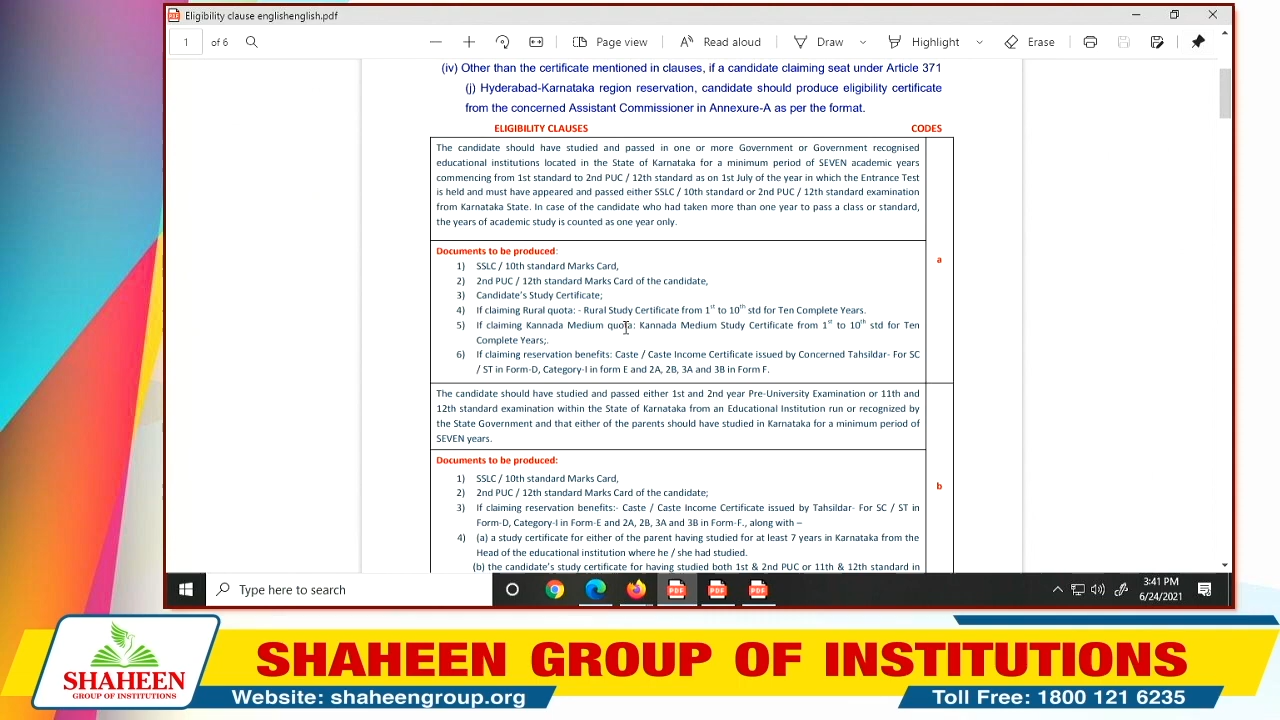 Eligibility clause englishenglish.pdf
1 of 6 Page view Read aloud Draw Highlight Erase
(iv) Other than the certificate mentioned in clauses, if a candidate claiming seat under Article 371
(j) Hyderabad-Karnataka region reservation, candidate should produce eligibility certificate
from the concerned Assistant Commissioner in Annexure-A as per the format.
ELIGIBILITY CLAUSES CODES
The candidate should have studied and passed in one or more Government or Government recognised
educational institutions located in the State of Karnataka for a minimum period of SEVEN academic years
commencing from 1st standard to 2nd PUC / 12th standard as on 1st July of the year in which the Entrance Test
is held and must have appeared and passed either SSLC / 10th standard or 2nd PUC / 12th standard examination
from Karnataka State. In case of the candidate who had taken more than one year to pass a class or standard,
the years of academic study is counted as one year only.
Documents to be produced:
a
1) SSLC / 10th standard Marks Card,
2) 2nd PUC / 12th standard Marks Card of the candidate,
3) Candidate's Study Certificate;
4) If claiming Rural quota: - Rural Study Certificate from 1st to 10th std for Ten Complete Years.
5) If claiming Kannada Medium quota: Kannada Medium Study Certificate from 1st to 10th std for Ten
Complete Years;.
6) If claiming reservation benefits: Caste / Caste Income Certificate issued by Concerned Tahsildar- For SC
/ ST in Form-D, Category-I in form E and 2A, 2B, 3A and 3B in Form F.
The candidate should have studied and passed either 1st and 2nd year Pre-University Examination or 11th and
12th standard examination within the State of Karnataka from an Educational Institution run or recognized by
the State Government and that either of the parents should have studied in Karnataka for a minimum period of
SEVEN years.
Documents to be produced:
1) SSLC / 10th standard Marks Card,
b
2) 2nd PUC / 12th standard Marks Card of the candidate;
3) If claiming reservation benefits:- Caste / Caste Income Certificate issued by Tahsildar- For SC / ST in
Form-D, Category-I in Form-E and 2A, 2B, 3A and 3B in Form-F., along with –
4) (a) a study certificate for either of the parent having studied for at least 7 years in Karnataka from the
Head of the educational institution where he / she had studied.
(b) the candidate's study certificate for having studied both 1st & 2nd PUC or 11th & 12th standard in
Type here to search
3:41 PM
6/24/2021
SHAHEEN
GROUP OF INSTITUTIONS
SHAHEEN GROUP OF INSTITUTIONS
Website: shaheengroup.org Toll Free: 1800 121 6235